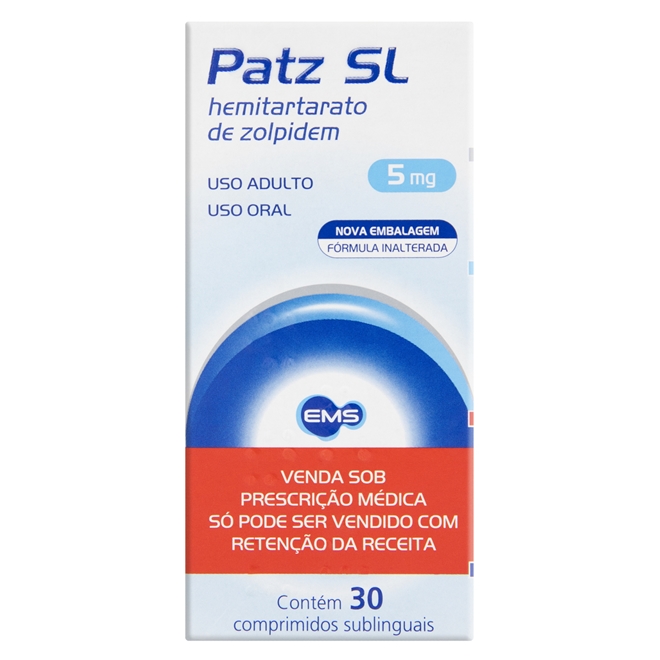 Patz SL
hemitartarato
de zolpidem
5 mg
USO ADULTO
USO ORAL
NOVA EMBALAGEM
FÓRMULA INALTERADA
EMS
VENDA SOB
PRESCRIÇÃO MÉDICA
SÓ PODE SER VENDIDO COM
RETENÇÃO DA RECEITA
Contém 30
comprimidos sublinguais